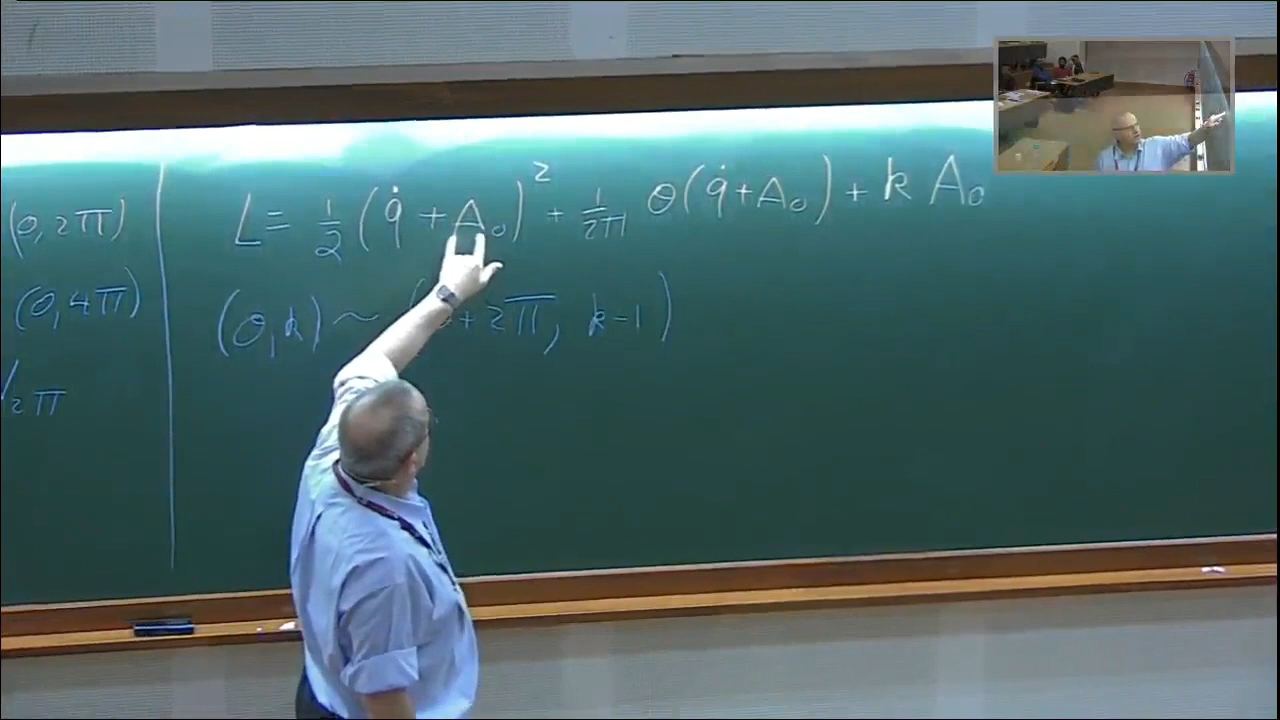 (0, 2π)
(0, 4π)
/2π
L = 1/2 (q̇ + A₀)² + 1/2π θ(q̇ + A₀) + k A₀
(θ, k) ~ ( + 2π, k-1)